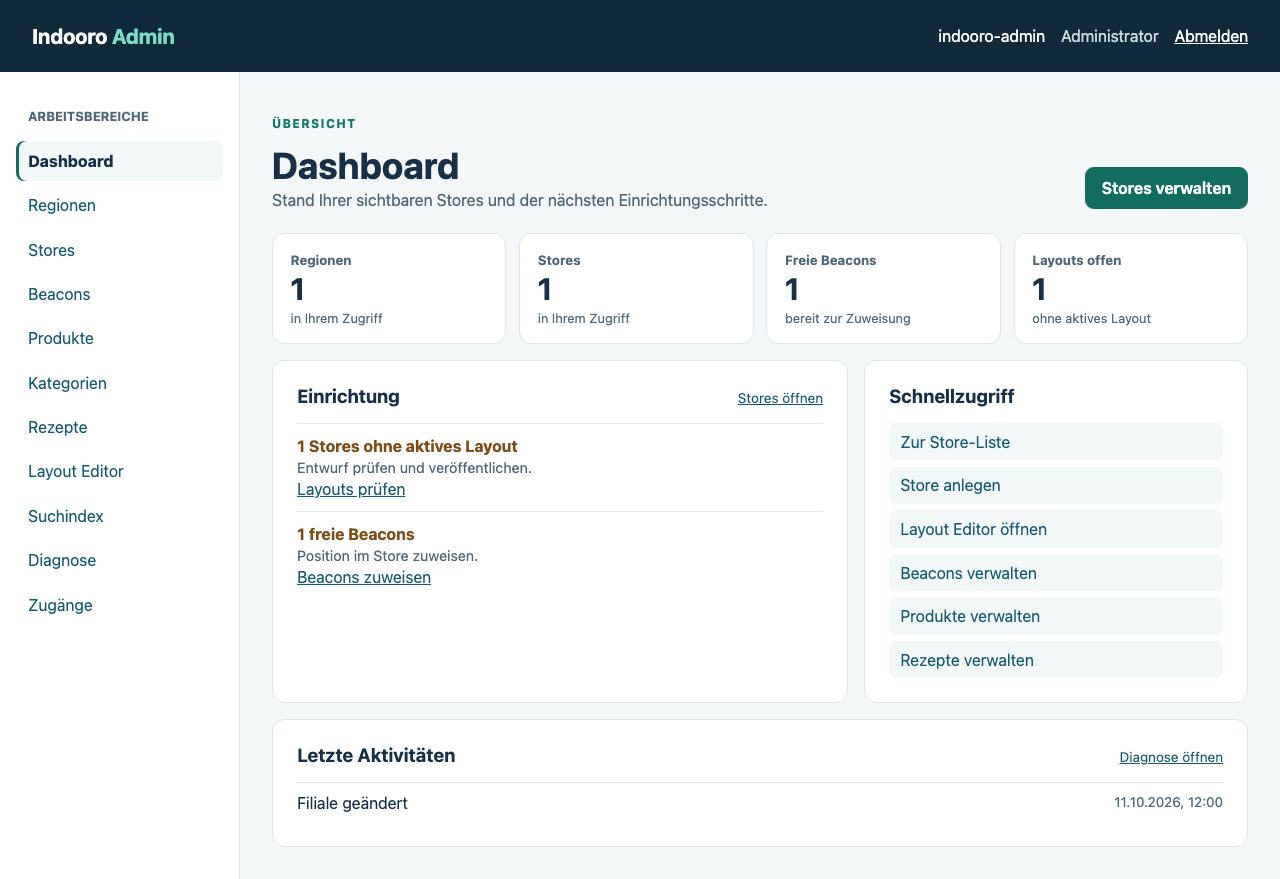 Indooro Admin
indooro-admin Administrator Abmelden
ARBEITSBEREICHE
Dashboard
Regionen
Stores
Beacons
Produkte
Kategorien
Rezepte
Layout Editor
Suchindex
Diagnose
Zugänge
ÜBERSICHT
Dashboard
Stand Ihrer sichtbaren Stores und der nächsten Einrichtungsschritte.
Stores verwalten
Regionen
1
in Ihrem Zugriff
Stores
1
in Ihrem Zugriff
Freie Beacons
1
bereit zur Zuweisung
Layouts offen
1
ohne aktives Layout
Einrichtung
Stores öffnen
1 Stores ohne aktives Layout
Entwurf prüfen und veröffentlichen.
Layouts prüfen
1 freie Beacons
Position im Store zuweisen.
Beacons zuweisen
Schnellzugriff
Zur Store-Liste
Store anlegen
Layout Editor öffnen
Beacons verwalten
Produkte verwalten
Rezepte verwalten
Letzte Aktivitäten
Diagnose öffnen
Filiale geändert
11.10.2026, 12:00